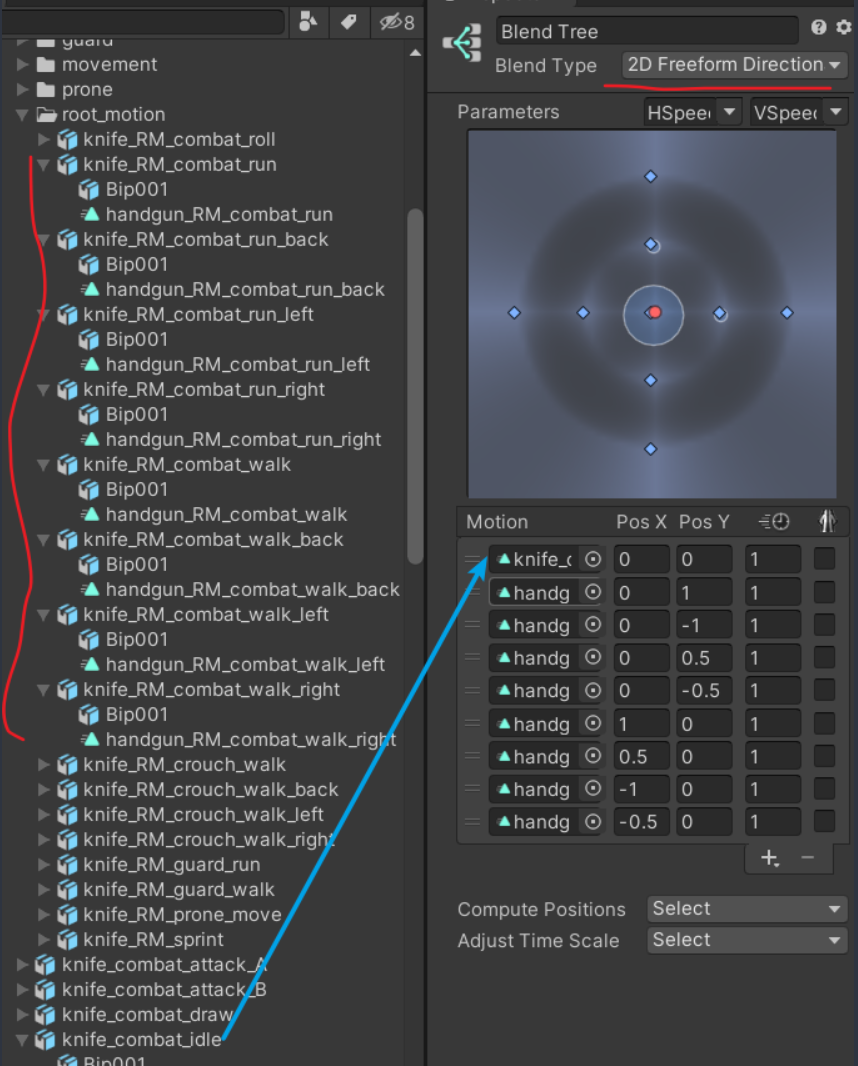 8
guard
movement
prone
root_motion
knife_RM_combat_roll
knife_RM_combat_run
Bip001
handgun_RM_combat_run
knife_RM_combat_run_back
Bip001
handgun_RM_combat_run_back
knife_RM_combat_run_left
Bip001
handgun_RM_combat_run_left
knife_RM_combat_run_right
Bip001
handgun_RM_combat_run_right
knife_RM_combat_walk
Bip001
handgun_RM_combat_walk
knife_RM_combat_walk_back
Bip001
handgun_RM_combat_walk_back
knife_RM_combat_walk_left
Bip001
handgun_RM_combat_walk_left
knife_RM_combat_walk_right
Bip001
handgun_RM_combat_walk_right
knife_RM_crouch_walk
knife_RM_crouch_walk_back
knife_RM_crouch_walk_left
knife_RM_crouch_walk_right
knife_RM_guard_run
knife_RM_guard_walk
knife_RM_prone_move
knife_RM_sprint
knife_combat_attack_A
knife_combat_attack_B
knife_combat_draw
knife_combat_idle
Bip001
Blend Tree
Blend Type 2D Freeform Direction
Parameters HSpee VSpee
Motion Pos X Pos Y
knife_c 0 0 1
handg 0 1 1
handg 0 -1 1
handg 0 0.5 1
handg 0 -0.5 1
handg 1 0 1
handg 0.5 0 1
handg -1 0 1
handg -0.5 0 1
+ −
Compute Positions Select
Adjust Time Scale Select